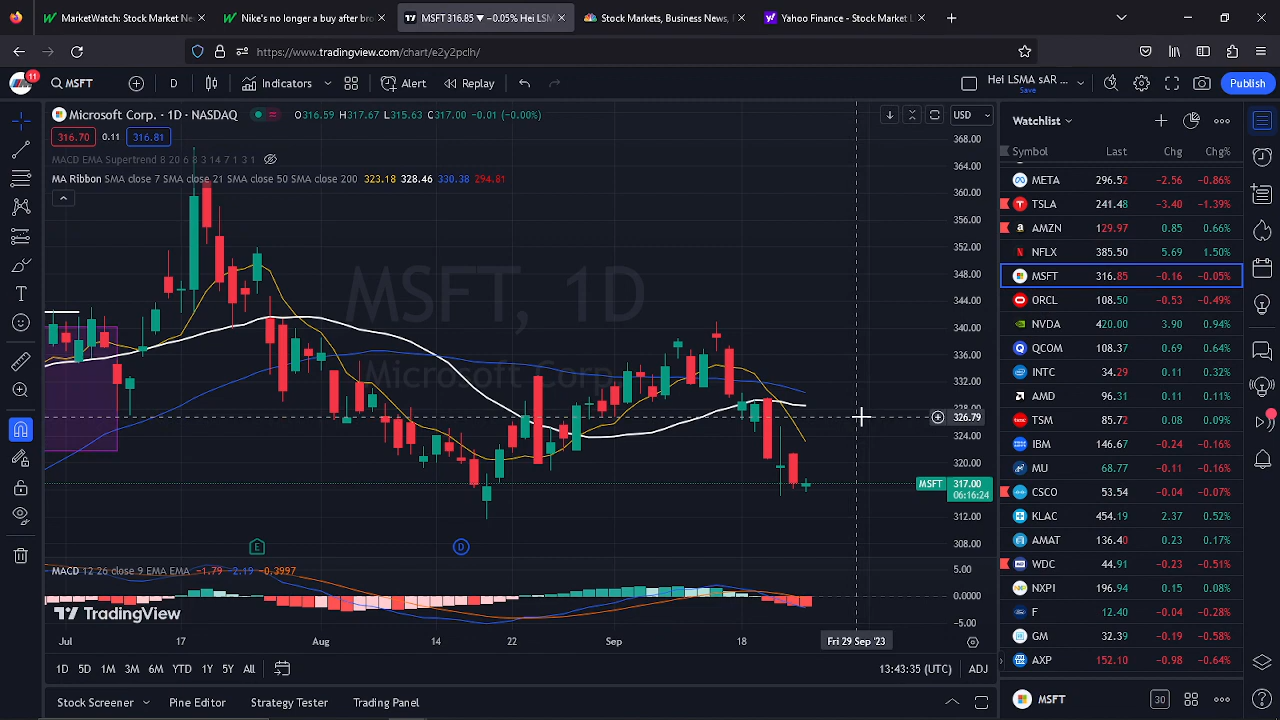 MarketWatch: Stock Market Ne
Nike's no longer a buy after bro
MSFT 316.85 ▼ −0.05% Hei LSM
Stock Markets, Business News,
Yahoo Finance - Stock Market L
https://www.tradingview.com/chart/e2y2pclh/
11
MSFT
D
Indicators
Alert
Replay
Hei LSMA sAR ...
Save
Publish
Microsoft Corp. · 1D · NASDAQ
O316.59 H317.67 L315.63 C317.00 −0.01 (−0.00%)
USD
316.70
0.11
316.81
MACD EMA Supertrend 8 20 6 8 3 14 7 1 3 1
MA Ribbon SMA close 7 SMA close 21 SMA close 50 SMA close 200 323.18 328.46 330.38 294.81
MSFT, 1D
Microsoft Corp.
368.00
364.00
360.00
356.00
352.00
348.00
344.00
340.00
336.00
332.00
328.00
326.79
324.00
320.00
MSFT 317.00
06:16:24
312.00
308.00
E
D
MACD 12 26 close 9 EMA EMA −1.79 −2.19 −0.3997
5.00
0.0000
−5.00
TradingView
Jul
17
Aug
14
22
Sep
18
Fri 29 Sep '23
1D 5D 1M 3M 6M YTD 1Y 5Y All
13:43:35 (UTC)
ADJ
Stock Screener
Pine Editor
Strategy Tester
Trading Panel
Watchlist
Symbol Last Chg Chg%
META 296.52 −2.56 −0.86%
TSLA 241.48 −3.40 −1.39%
AMZN 129.97 0.85 0.66%
NFLX 385.50 5.69 1.50%
MSFT 316.85 −0.16 −0.05%
ORCL 108.50 −0.53 −0.49%
NVDA 420.00 3.90 0.94%
QCOM 108.37 0.69 0.64%
INTC 34.29 0.11 0.32%
AMD 96.31 0.11 0.11%
TSM 85.72 0.08 0.09%
IBM 146.67 −0.24 −0.16%
MU 68.77 −0.11 −0.16%
CSCO 53.54 −0.04 −0.07%
KLAC 454.19 2.37 0.52%
AMAT 136.40 0.23 0.17%
WDC 44.91 −0.23 −0.51%
NXPI 196.94 0.15 0.08%
F 12.40 −0.04 −0.28%
GM 32.39 −0.19 −0.58%
AXP 152.10 −0.98 −0.64%
MSFT
30